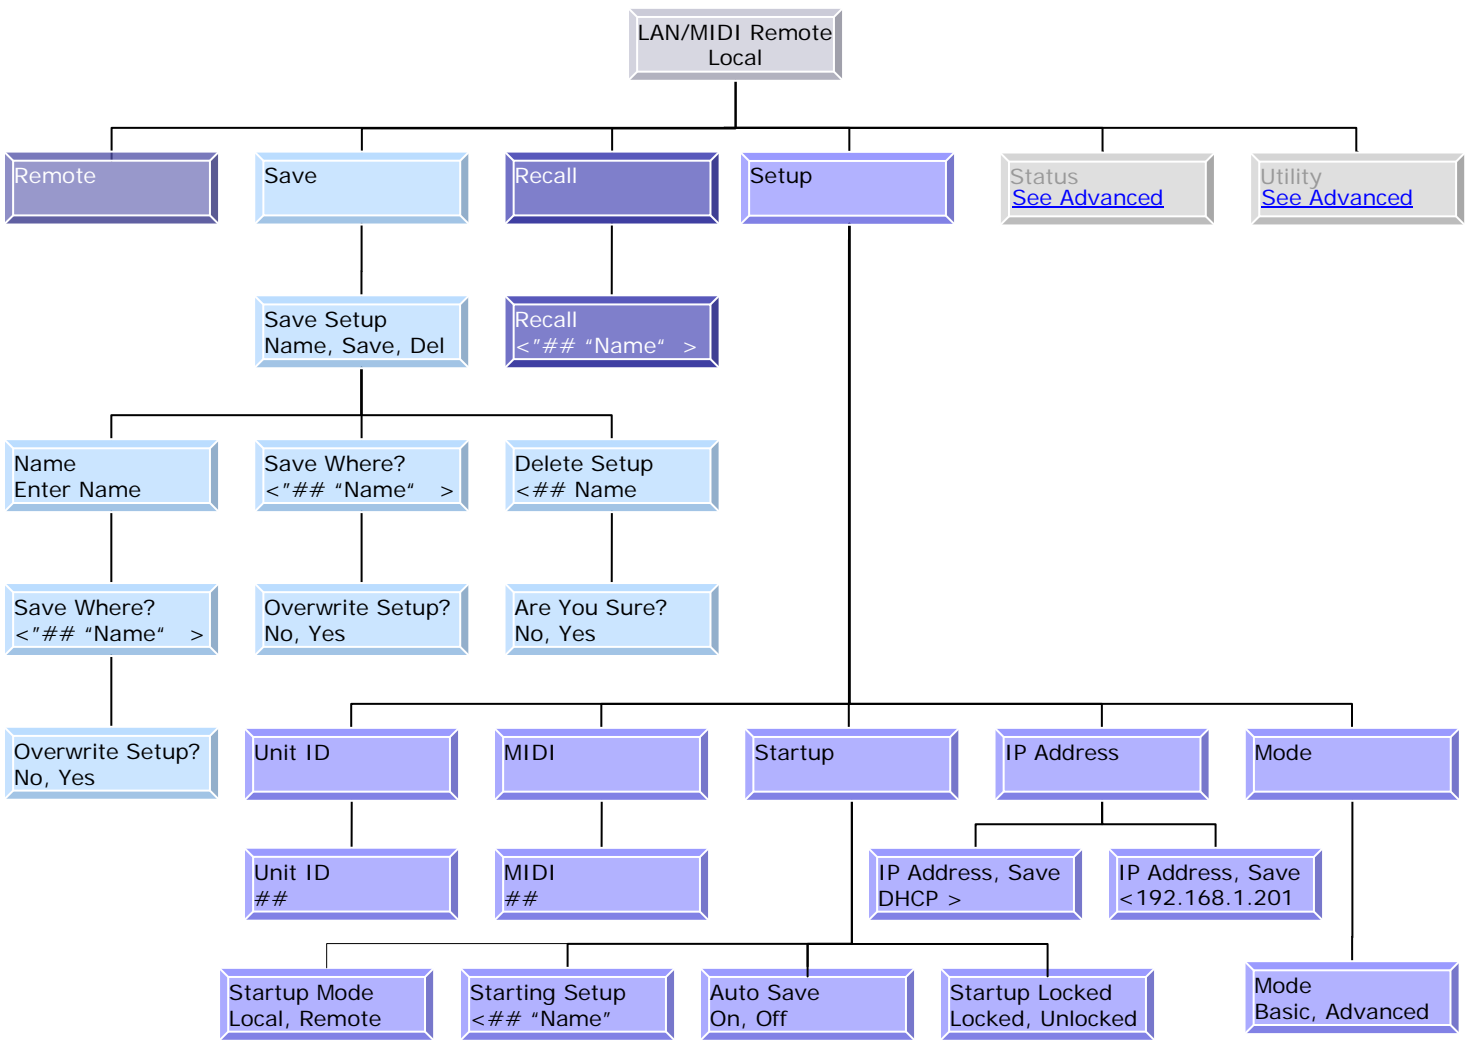 LAN/MIDI Remote
Local
Remote
Save
Recall
Setup
Status
See Advanced
Utility
See Advanced
Save Setup
Name, Save, Del
Recall
<"## “Name“ >
Name
Enter Name
Save Where?
<"## “Name“ >
Delete Setup
<## Name
Save Where?
<"## “Name“ >
Overwrite Setup?
No, Yes
Are You Sure?
No, Yes
Overwrite Setup?
No, Yes
Unit ID
MIDI
Startup
IP Address
Mode
Unit ID
##
MIDI
##
IP Address, Save
DHCP >
IP Address, Save
<192.168.1.201
Startup Mode
Local, Remote
Starting Setup
<## “Name”
Auto Save
On, Off
Startup Locked
Locked, Unlocked
Mode
Basic, Advanced